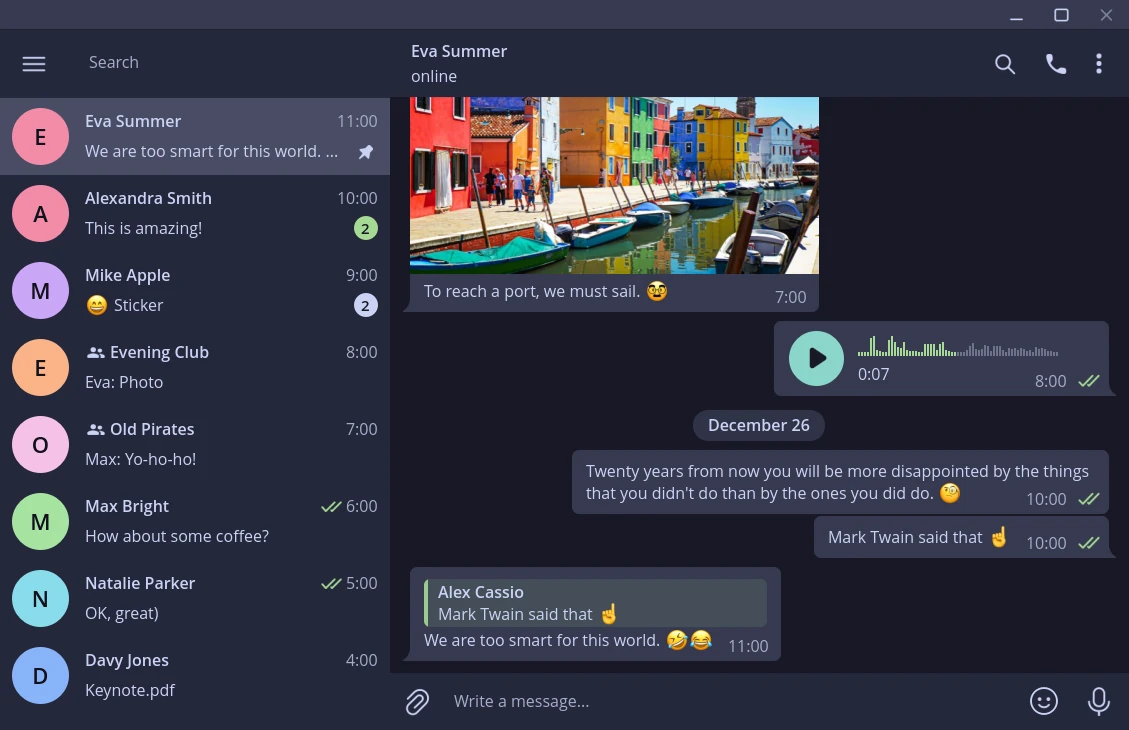 Search
E
Eva Summer 11:00
We are too smart for this world. ...
A
Alexandra Smith 10:00
This is amazing! 2
M
Mike Apple 9:00
😄 Sticker 2
E
Evening Club 8:00
Eva: Photo
O
Old Pirates 7:00
Max: Yo-ho-ho!
M
Max Bright 6:00
How about some coffee?
N
Natalie Parker 5:00
OK, great)
D
Davy Jones 4:00
Keynote.pdf
Eva Summer
online
To reach a port, we must sail. 🥸 7:00
0:07 8:00
December 26
Twenty years from now you will be more disappointed by the things
that you didn't do than by the ones you did do. 🧐 10:00
Mark Twain said that ☝️ 10:00
Alex Cassio
Mark Twain said that ☝️
We are too smart for this world. 🤣😂 11:00
Write a message...